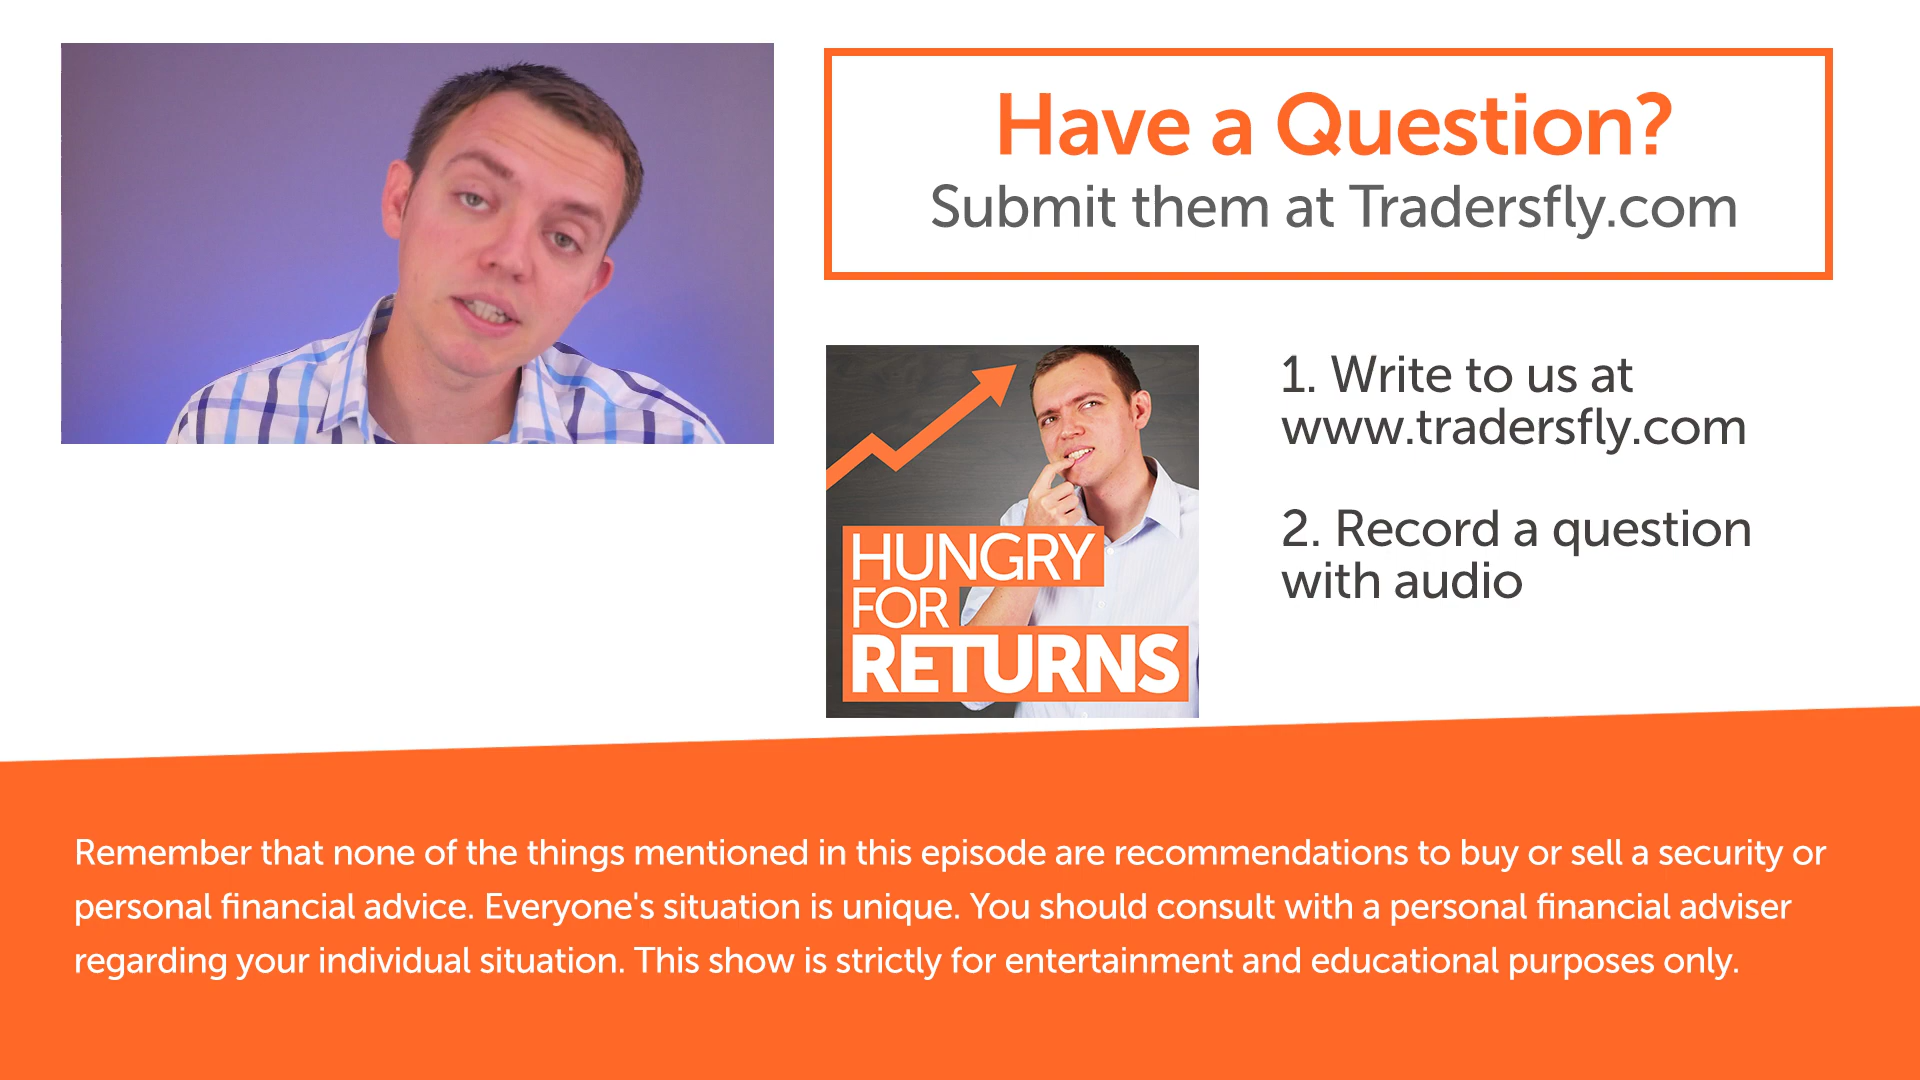 Have a Question?
Submit them at Tradersfly.com
HUNGRY
FOR
RETURNS
1. Write to us at
www.tradersfly.com
2. Record a question
with audio
Remember that none of the things mentioned in this episode are recommendations to buy or sell a security or
personal financial advice. Everyone's situation is unique. You should consult with a personal financial adviser
regarding your individual situation. This show is strictly for entertainment and educational purposes only.